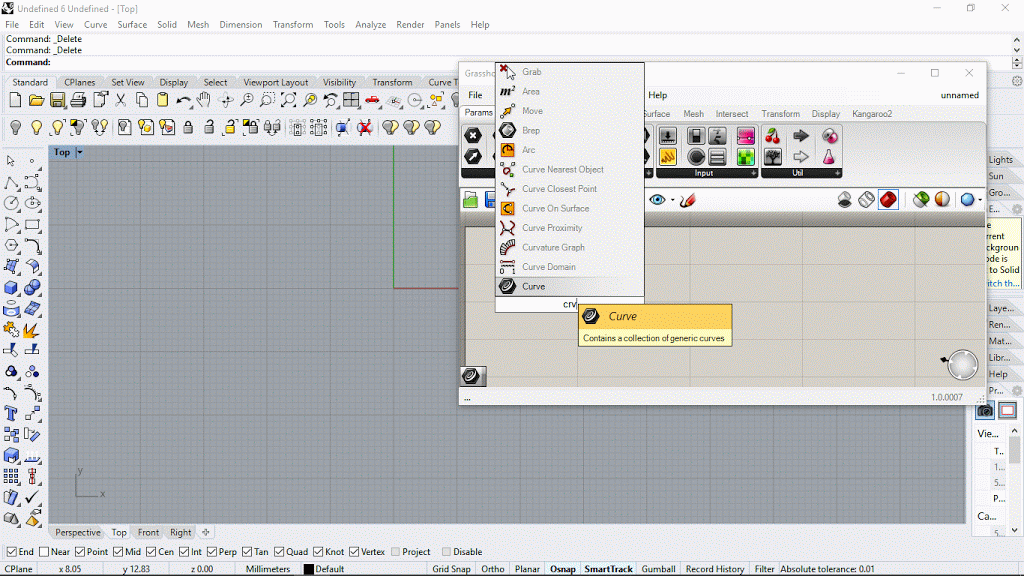 Undefined 6 Undefined - [Top]
File Edit View Curve Surface Solid Mesh Dimension Transform Tools Analyze Render Panels Help
Command: _Delete
Command: _Delete
Command:
Standard CPlanes Set View Display Select Viewport Layout Visibility Transform Curve T
Top
File Help unnamed
Params Surface Mesh Intersect Transform Display Kangaroo2
Input Util
Grab
Area
Move
Brep
Arc
Curve Nearest Object
Curve Closest Point
Curve On Surface
Curve Proximity
Curvature Graph
Curve Domain
Curve
crv
Curve
Contains a collection of generic curves
... 1.0.0007
Lights
Sun
Gro...
E...
e
rrent
ckgroun
ode is
to Solid
itch th...
Laye...
Ren...
Mat...
Libr...
Help
Pr...
Vie...
T..
1...
5...
P...
Ca...
5...
y
x
Perspective Top Front Right
End Near Point Mid Cen Int Perp Tan Quad Knot Vertex Project Disable
CPlane x 8.05 y 12.83 z 0.00 Millimeters Default Grid Snap Ortho Planar Osnap SmartTrack Gumball Record History Filter Absolute tolerance: 0.01